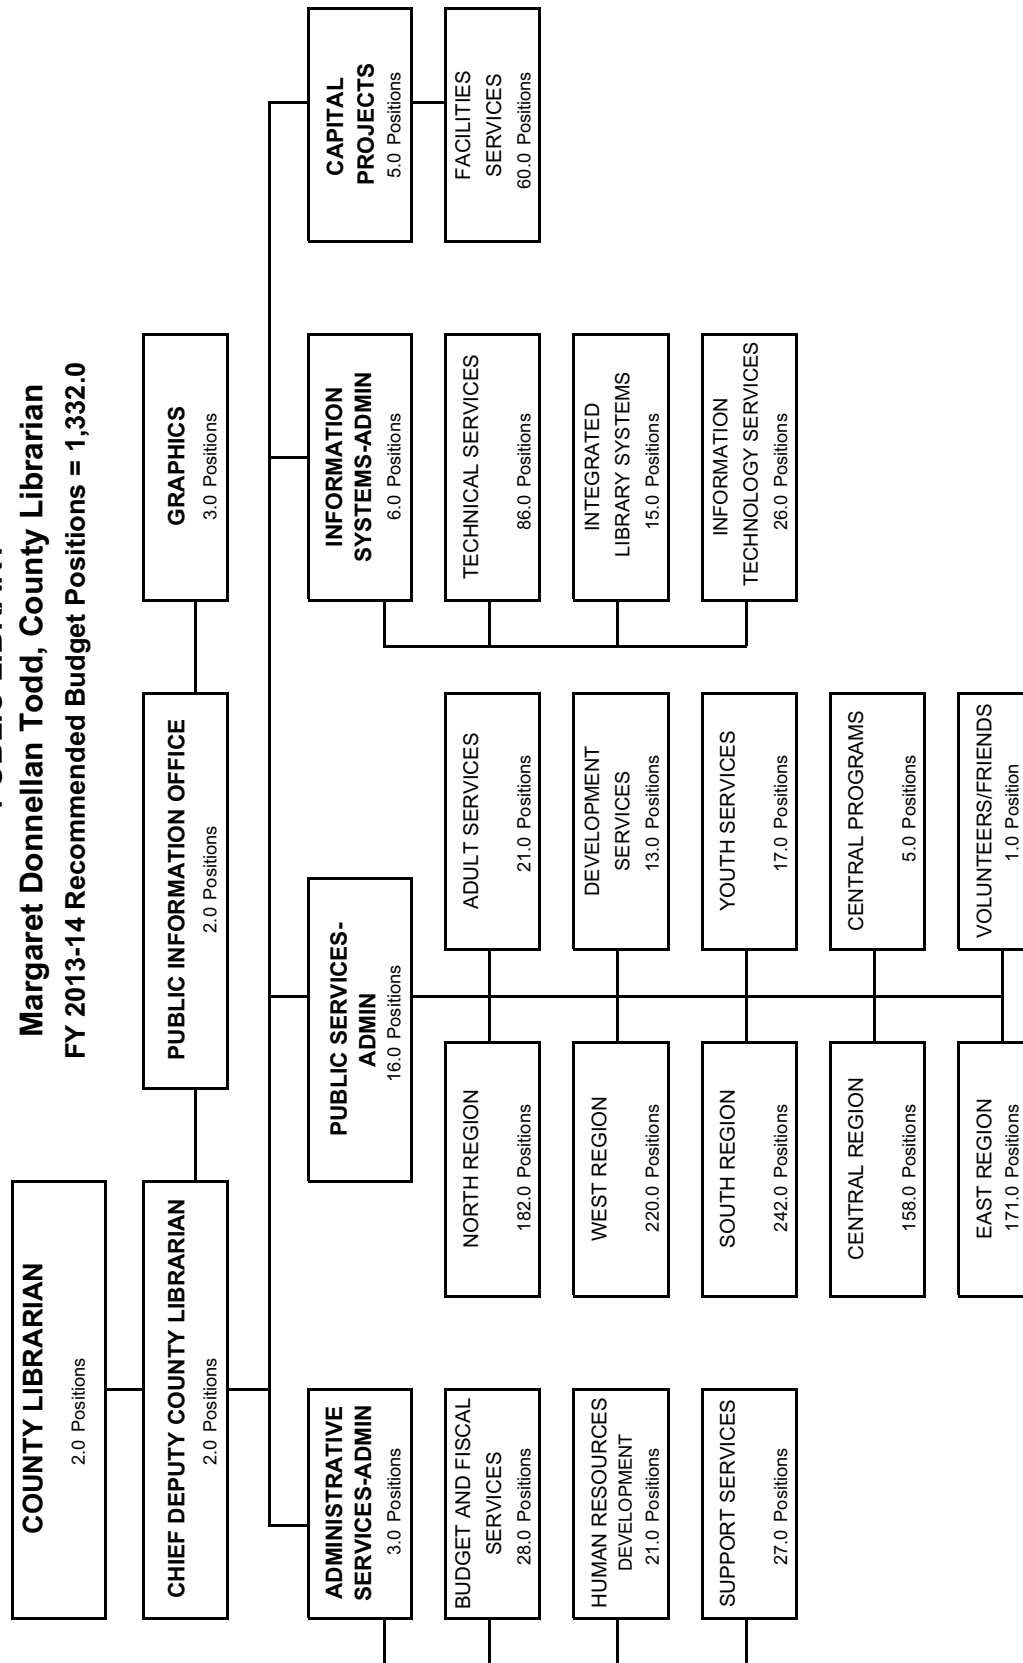 PUBLIC LIBRARY
Margaret Donnellan Todd, County Librarian
FY 2013-14 Recommended Budget Positions = 1,332.0
COUNTY LIBRARIAN
2.0 Positions
CHIEF DEPUTY COUNTY LIBRARIAN
2.0 Positions
PUBLIC INFORMATION OFFICE
2.0 Positions
GRAPHICS
3.0 Positions
ADMINISTRATIVE
SERVICES-ADMIN
3.0 Positions
BUDGET AND FISCAL
SERVICES
28.0 Positions
HUMAN RESOURCES
DEVELOPMENT
21.0 Positions
SUPPORT SERVICES
27.0 Positions
PUBLIC SERVICES-
ADMIN
16.0 Positions
NORTH REGION
182.0 Positions
WEST REGION
220.0 Positions
SOUTH REGION
242.0 Positions
CENTRAL REGION
158.0 Positions
EAST REGION
171.0 Positions
ADULT SERVICES
21.0 Positions
DEVELOPMENT
SERVICES
13.0 Positions
YOUTH SERVICES
17.0 Positions
CENTRAL PROGRAMS
5.0 Positions
VOLUNTEERS/FRIENDS
1.0 Position
INFORMATION
SYSTEMS-ADMIN
6.0 Positions
TECHNICAL SERVICES
86.0 Positions
INTEGRATED
LIBRARY SYSTEMS
15.0 Positions
INFORMATION
TECHNOLOGY SERVICES
26.0 Positions
CAPITAL
PROJECTS
5.0 Positions
FACILITIES
SERVICES
60.0 Positions